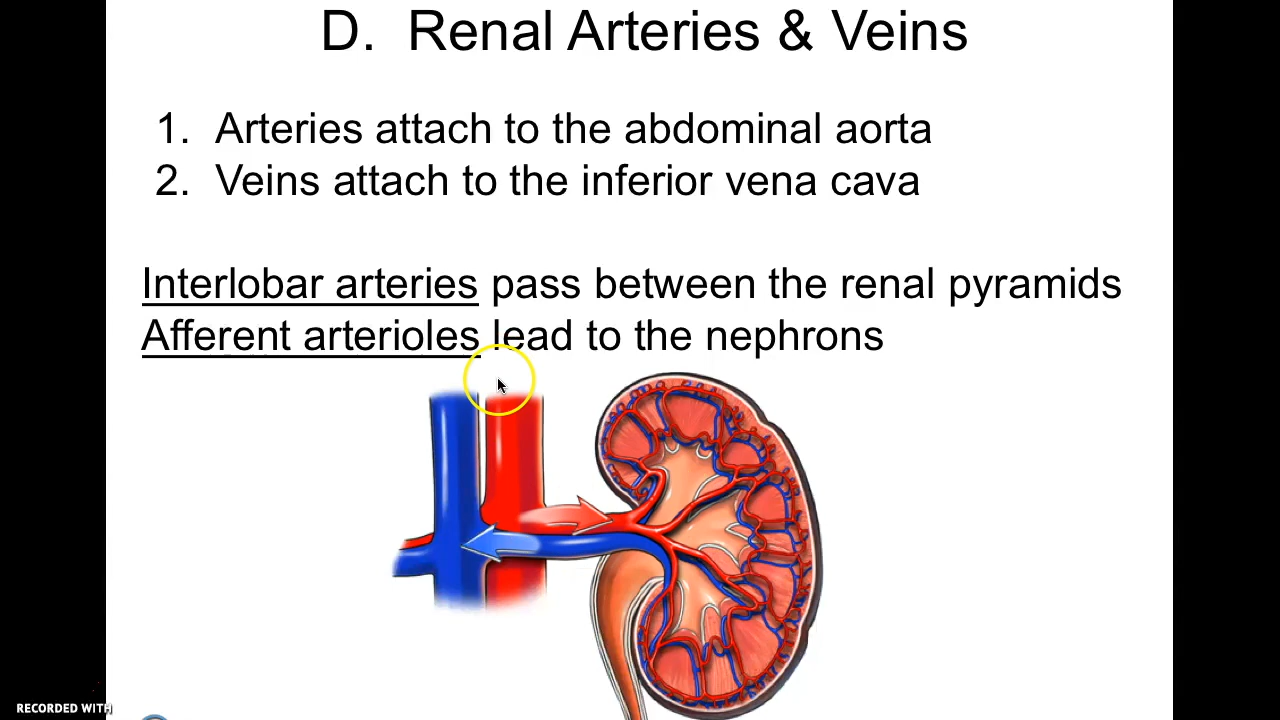 D. Renal Arteries & Veins
1. Arteries attach to the abdominal aorta
2. Veins attach to the inferior vena cava
Interlobar arteries pass between the renal pyramids
Afferent arterioles lead to the nephrons
RECORDED WITH